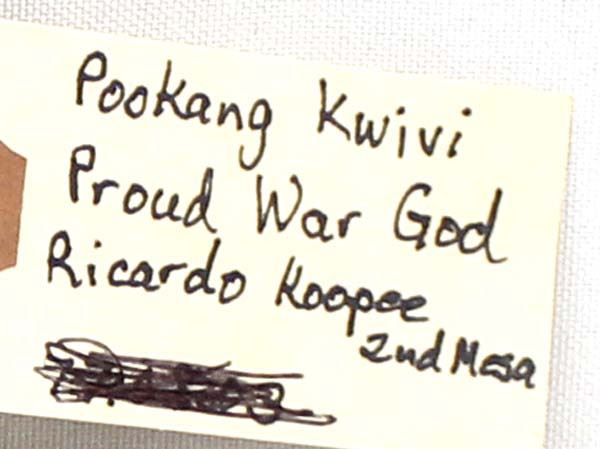 Pookang Kwivi
Proud War God
Ricardo Koopee
2nd Mesa